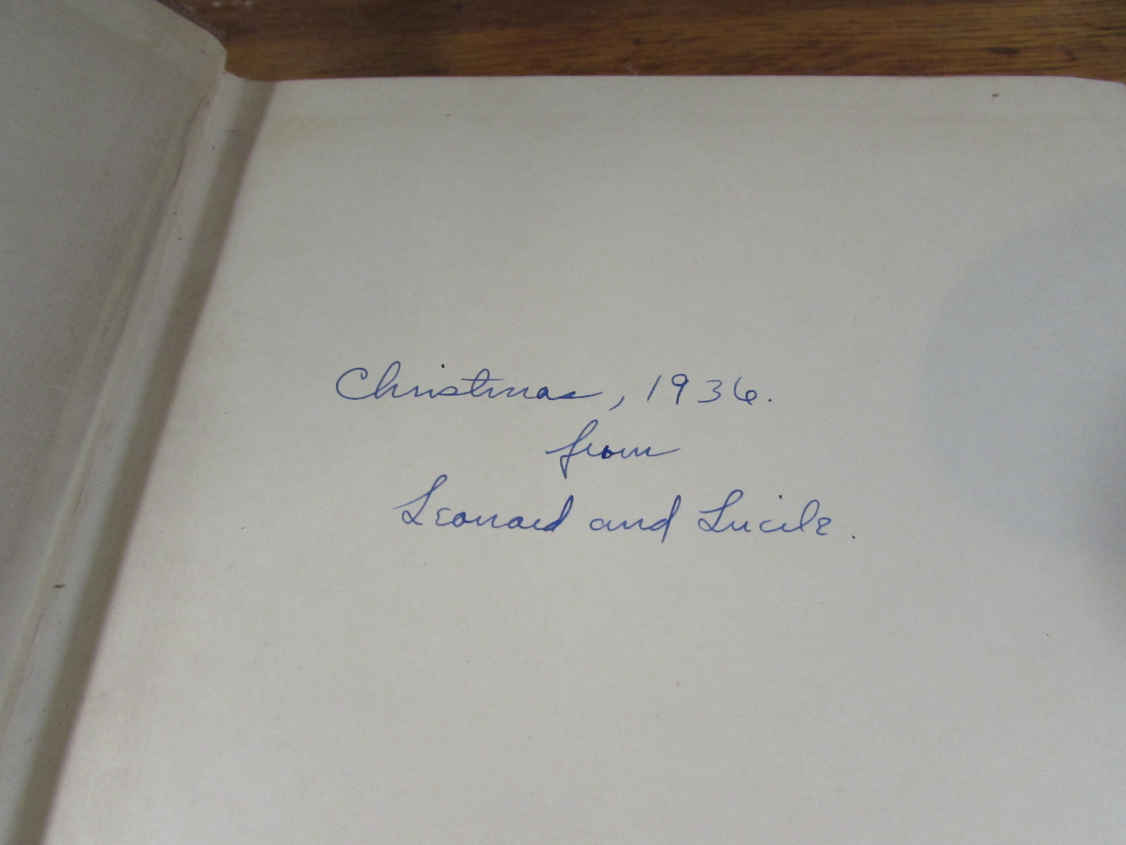 Christmas, 1936.
from
Leonard and Lucile.